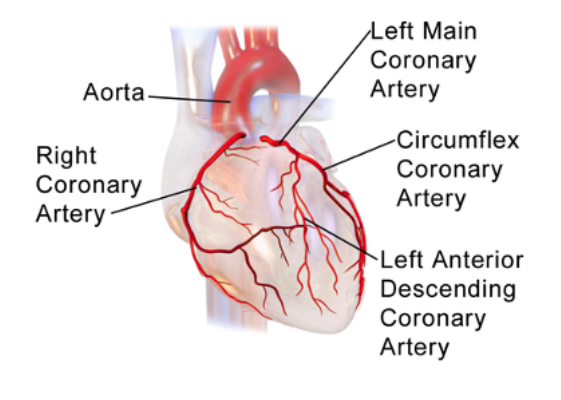 Left Main
Coronary
Artery
Aorta
Circumflex
Coronary
Artery
Right
Coronary
Artery
Left Anterior
Descending
Coronary
Artery